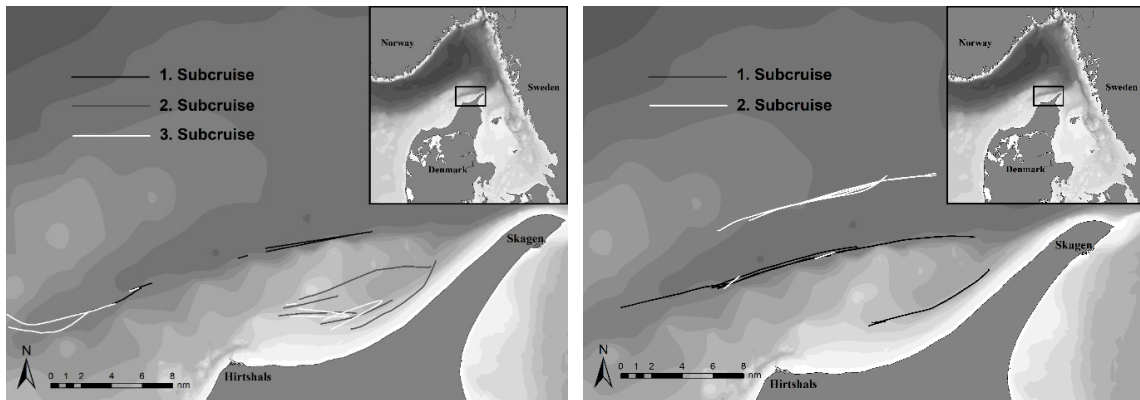 1. Subcruise
2. Subcruise
3. Subcruise
Norway
Sweden
Denmark
Skagen
Hirtshals
N
0 1 2 4 6 8
nm
1. Subcruise
2. Subcruise
Norway
Sweden
Denmark
Skagen
Hirtshals
N
0 1 2 4 6 8
nm